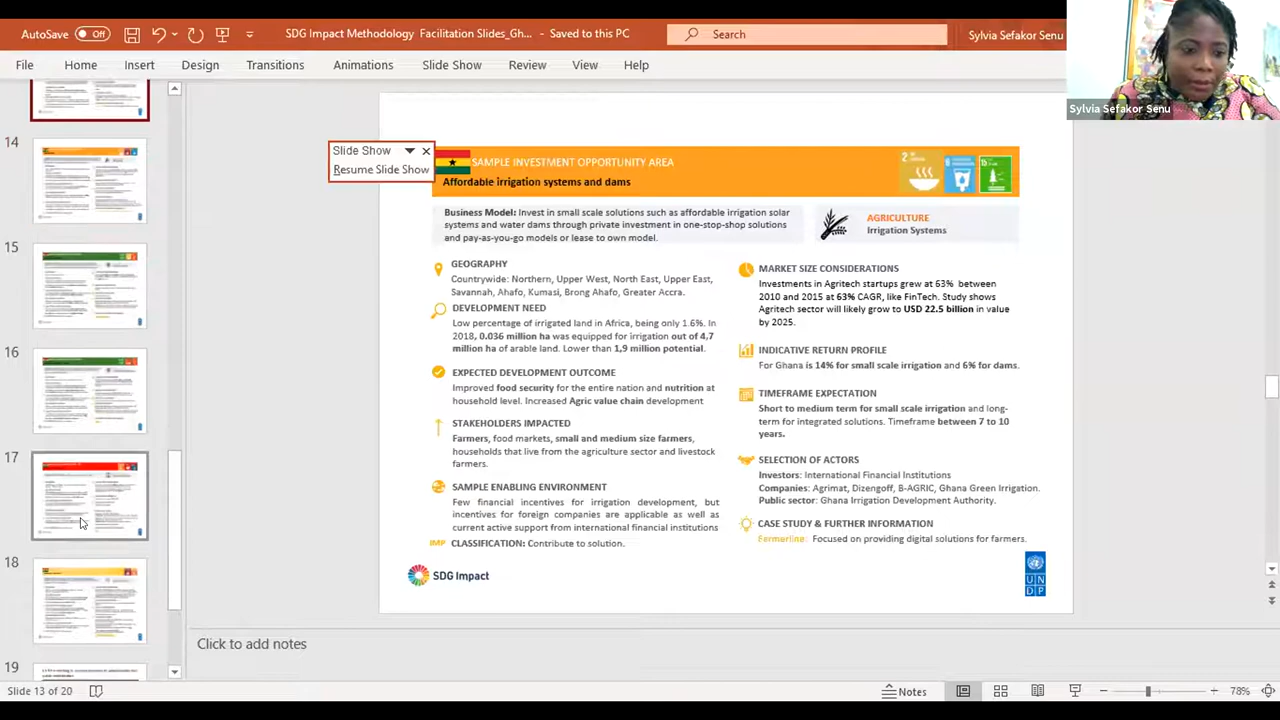 AutoSave Off
SDG Impact Methodology Facilitation Slides_Gh... - Saved to this PC
Search
Sylvia Sefakor Senu
File Home Insert Design Transitions Animations Slide Show Review View Help
Sylvia Sefakor Senu
Slide Show
Resume Slide Show
SAMPLE INVESTMENT OPPORTUNITY AREA
Affordable irrigation systems and dams
Business Model: Invest in small scale solutions such as affordable irrigation solar
systems and water dams through private investment in one-stop-shop solutions
and pay-as-you-go models or lease to own model.
AGRICULTURE
Irrigation Systems
GEOGRAPHY
Countrywide: Northern, Upper West, North East, Upper East,
Savannah, Ahafo, Kumasi, Brong Ahafo, Greater Accra.
DEVELOPMENT NEED
Low percentage of irrigated land in Africa, being only 1.6%. In
2018, 0.036 million ha was equipped for irrigation out of 4,7
million ha of arable land. Lower than 1,9 million potential.
EXPECTED DEVELOPMENT OUTCOME
Improved food security for the entire nation and nutrition at
household level. Increased Agric value chain development
STAKEHOLDERS IMPACTED
Farmers, food markets, small and medium size farmers,
households that live from the agriculture sector and livestock
farmers.
SAMPLE ENABLING ENVIRONMENT
Few financial incentives for irrigation development, but
incentives for foreign companies are applicable as well as
current active support from international financial institutions
IMP CLASSIFICATION: Contribute to solution.
MARKET SIZE CONSIDERATIONS
Investments in Agritech startups grew at 63% between
2010 and 2015 as 63% CAGR, like FinTech. Study shows
Agritech sector will likely grow to USD 22.5 billion in value
by 2025.
INDICATIVE RETURN PROFILE
For Ghana is 14% for small scale irrigation and 6% for dams.
TIMEFRAME EXPECTATION
Short to medium term for small scale irrigation and long-
term for integrated solutions. Timeframe between 7 to 10
years.
SELECTION OF ACTORS
Investors: International Financial Institutions
Companies: Agrimat, Dizengoff, B-AGRIC, Ghana Green Irrigation.
Public sector: Ghana Irrigation Development Authority.
CASE STUDY & FURTHER INFORMATION
Fermerline: Focused on providing digital solutions for farmers.
SDG Impact
U N
D P
14
15
16
17
18
19
Click to add notes
Slide 13 of 20
Notes
78%